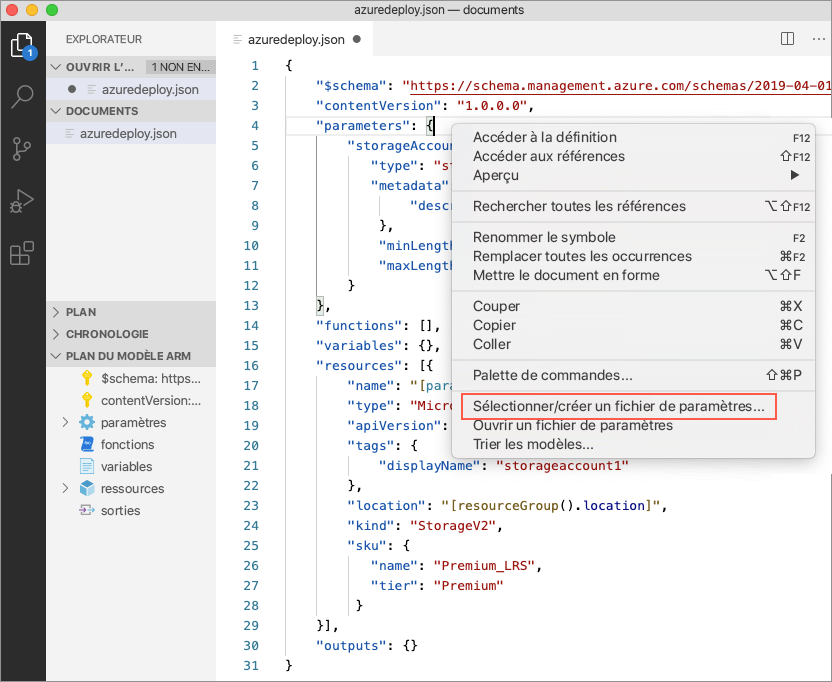 azuredeploy.json — documents
1
EXPLORATEUR
OUVRIR L'... 1 NON EN...
azuredeploy.json
DOCUMENTS
azuredeploy.json
PLAN
CHRONOLOGIE
PLAN DU MODÈLE ARM
$schema: https...
contentVersion:...
paramètres
fonctions
variables
ressources
sorties
azuredeploy.json
1 {
2 "$schema": "https://schema.management.azure.com/schemas/2019-04-01
3 "contentVersion": "1.0.0.0",
4 "parameters": {
5 "storageAccou
6 "type": "s
7 "metadata"
8 "desc
9 },
10 "minLength
11 "maxLength
12 }
13 },
14 "functions": [],
15 "variables": {},
16 "resources": [{
17 "name": "[para
18 "type": "Micro
19 "apiVersion":
20 "tags": {
21 "displayName": "storageaccount1"
22 },
23 "location": "[resourceGroup().location]",
24 "kind": "StorageV2",
25 "sku": {
26 "name": "Premium_LRS",
27 "tier": "Premium"
28 }
29 }],
30 "outputs": {}
31 }
Accéder à la définition F12
Accéder aux références ⇧F12
Aperçu ▶
Rechercher toutes les références ⌥⇧F12
Renommer le symbole F2
Remplacer toutes les occurrences ⌘F2
Mettre le document en forme ⌥⇧F
Couper ⌘X
Copier ⌘C
Coller ⌘V
Palette de commandes... ⇧⌘P
Sélectionner/créer un fichier de paramètres...
Ouvrir un fichier de paramètres
Trier les modèles...